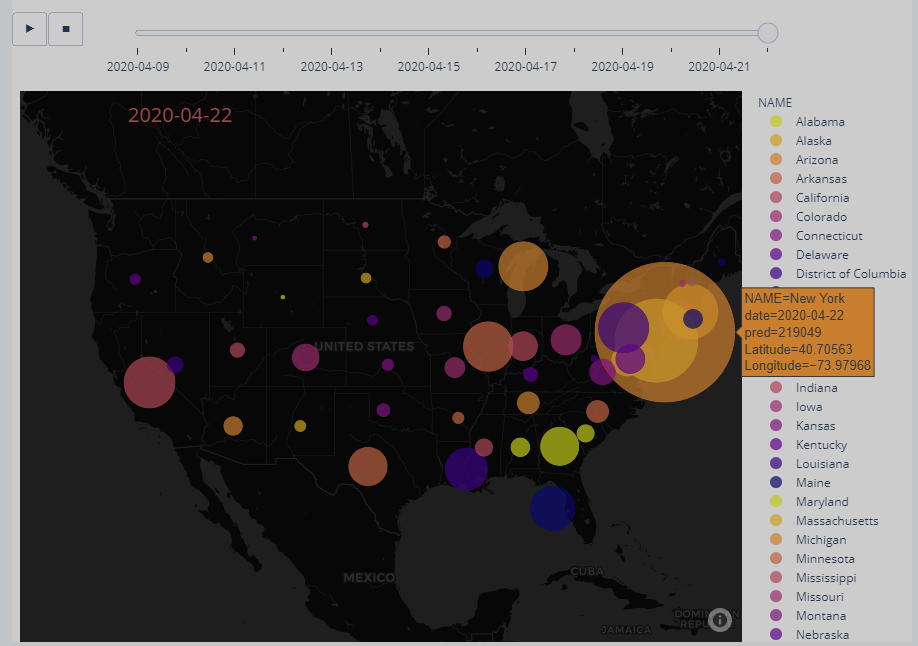 2020-04-09 2020-04-11 2020-04-13 2020-04-15 2020-04-17 2020-04-19 2020-04-21
2020-04-22
UNITED STATES
MEXICO
CUBA
JAMAICA
NAME
Alabama
Alaska
Arizona
Arkansas
California
Colorado
Connecticut
Delaware
District of Columbia
NAME=New York
date=2020-04-22
pred=219049
Latitude=40.70563
Longitude=−73.97968
Indiana
Iowa
Kansas
Kentucky
Louisiana
Maine
Maryland
Massachusetts
Michigan
Minnesota
Mississippi
Missouri
Montana
Nebraska